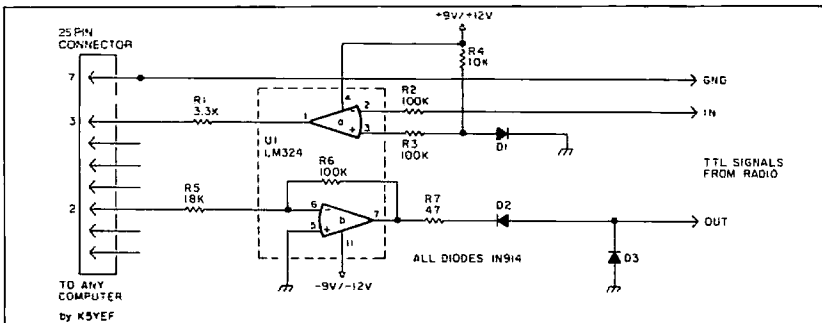 +9V/+12V
25 PIN
CONNECTOR
R4
10K
7
GND
4
R1
3.3K
R2
100K
2
IN
3
1
a
-
+
3
U1
LM324
R3
100K
D1
R6
100K
TTL SIGNALS
FROM RADIO
R5
18K
R7
47
D2
2
6
-
7
OUT
b
5
+
11
D3
ALL DIODES IN914
-9V/-12V
TO ANY
COMPUTER
by K5YEF